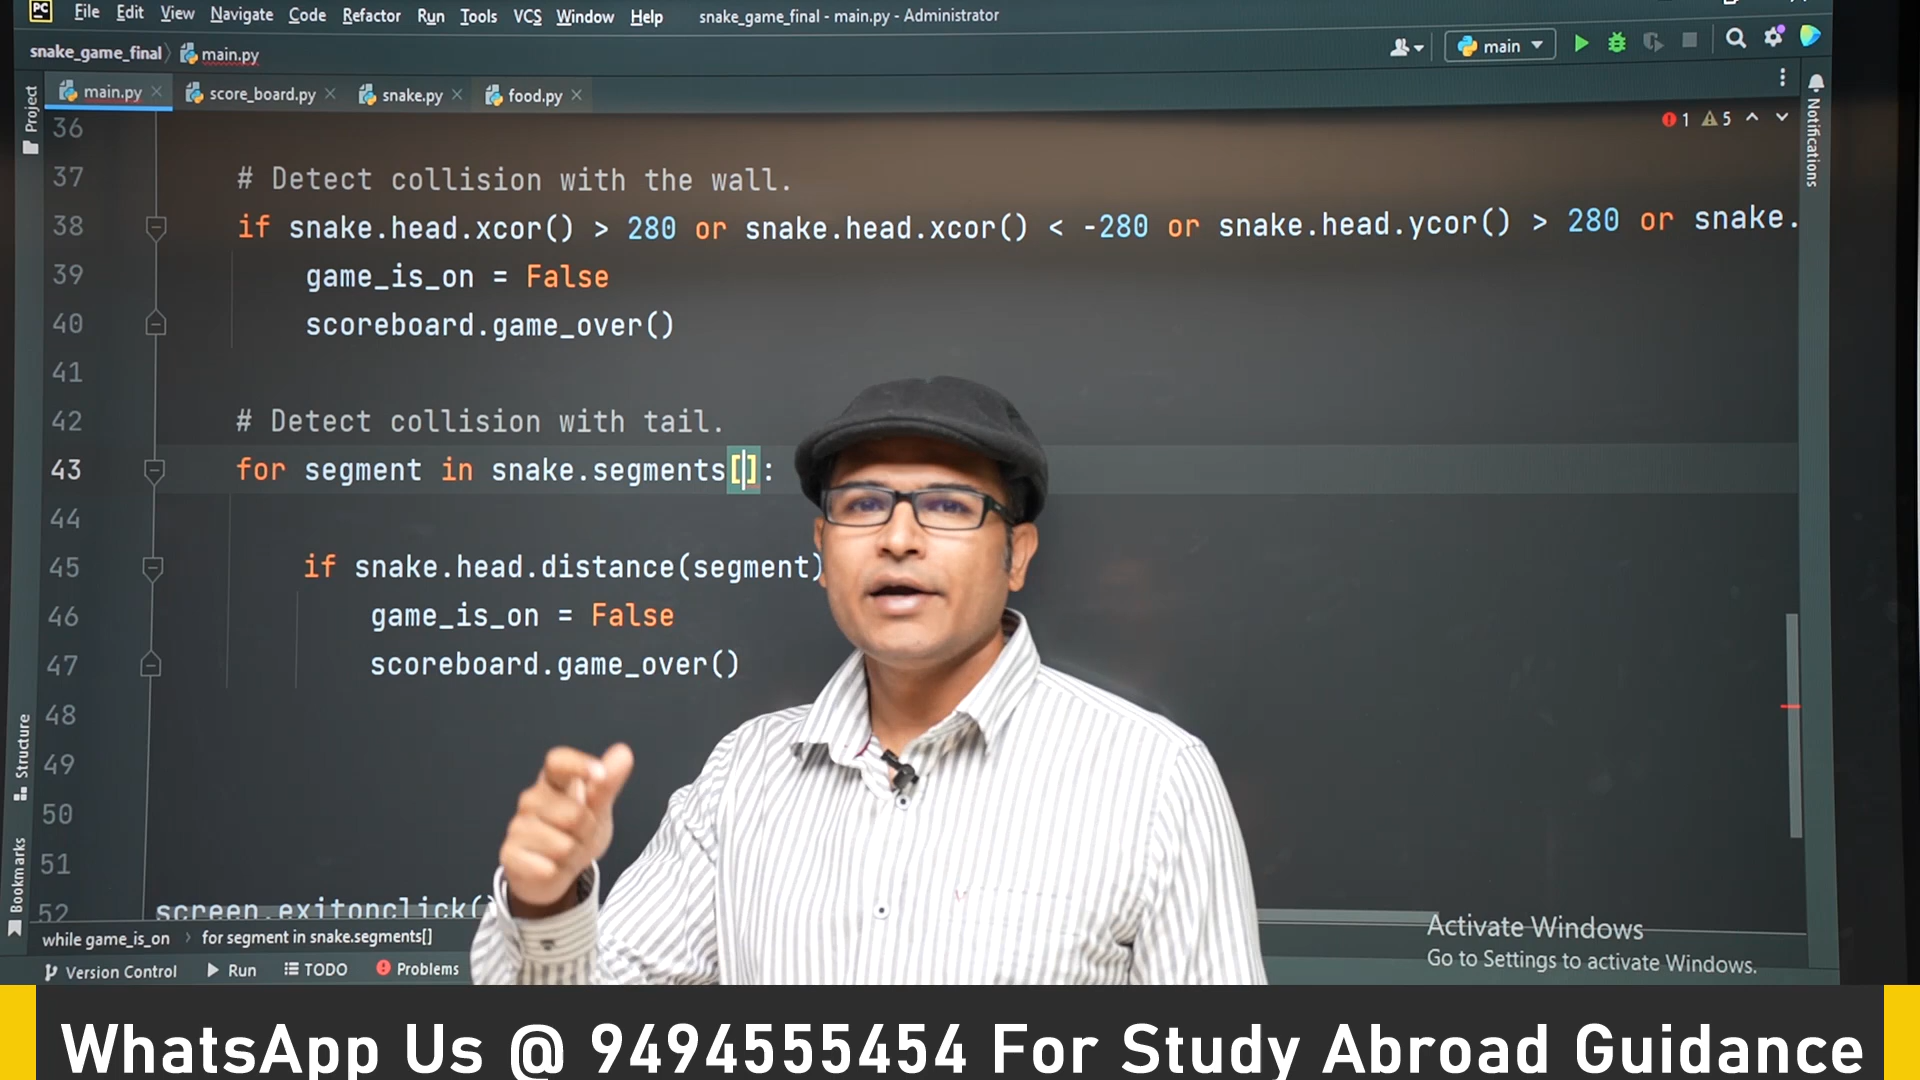 PC File Edit View Navigate Code Refactor Run Tools VCS Window Help snake_game_final - main.py - Administrator
snake_game_final main.py main
main.py score_board.py snake.py food.py
Project
Notifications
1 5
36
37 # Detect collision with the wall.
38 if snake.head.xcor() > 280 or snake.head.xcor() < -280 or snake.head.ycor() > 280 or snake.
39 game_is_on = False
40 scoreboard.game_over()
41
42 # Detect collision with tail.
43 for segment in snake.segments[]:
44
45 if snake.head.distance(segment)
46 game_is_on = False
47 scoreboard.game_over()
48
49
50
51
52 screen.exitonclick()
Structure
Bookmarks
while game_is_on for segment in snake.segments[]
Version Control Run TODO Problems
Activate Windows
Go to Settings to activate Windows.
WhatsApp Us @ 9494555454 For Study Abroad Guidance